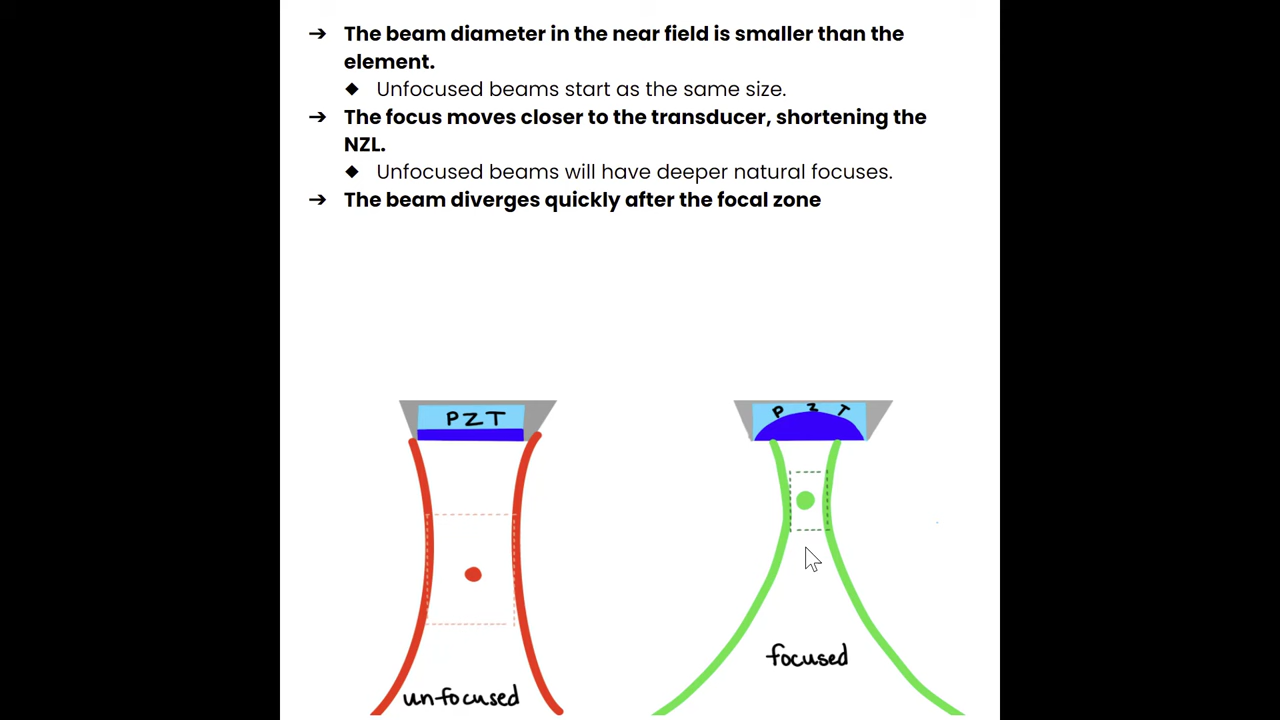 ➔ The beam diameter in the near field is smaller than the
element.
◆ Unfocused beams start as the same size.
➔ The focus moves closer to the transducer, shortening the
NZL.
◆ Unfocused beams will have deeper natural focuses.
➔ The beam diverges quickly after the focal zone
PZT
PZT
focused
unfocused